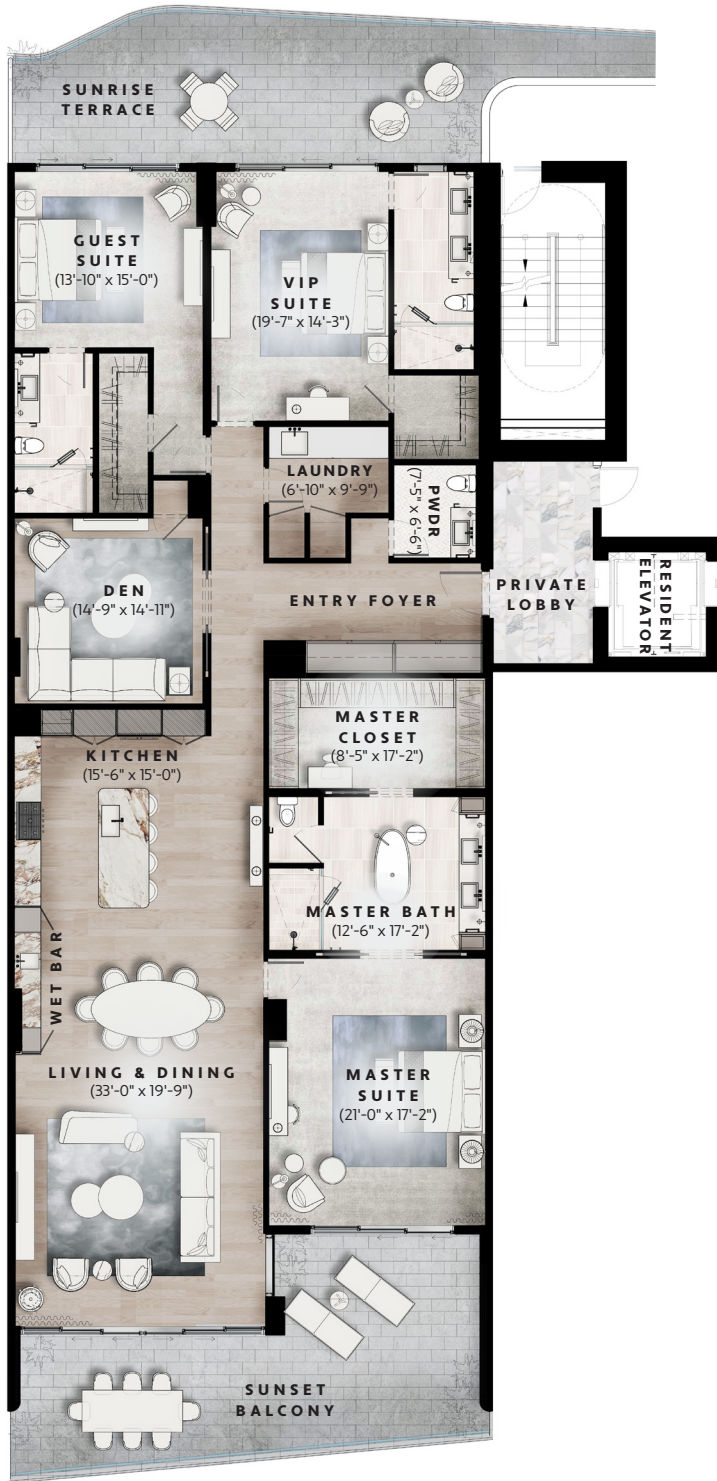 SUNRISE
TERRACE
GUEST
SUITE
(13'-10" x 15'-0")
VIP
SUITE
(19'-7" x 14'-3")
LAUNDRY
(6'-10" x 9'-9")
PWDR
(7'-5" x 6'-6")
DEN
(14'-9" x 14'-11")
ENTRY FOYER
PRIVATE
LOBBY
RESIDENT
ELEVATOR
MASTER
CLOSET
(8'-5" x 17'-2")
KITCHEN
(15'-6" x 15'-0")
MASTER BATH
(12'-6" x 17'-2")
WET BAR
LIVING & DINING
(33'-0" x 19'-9")
MASTER
SUITE
(21'-0" x 17'-2")
SUNSET
BALCONY